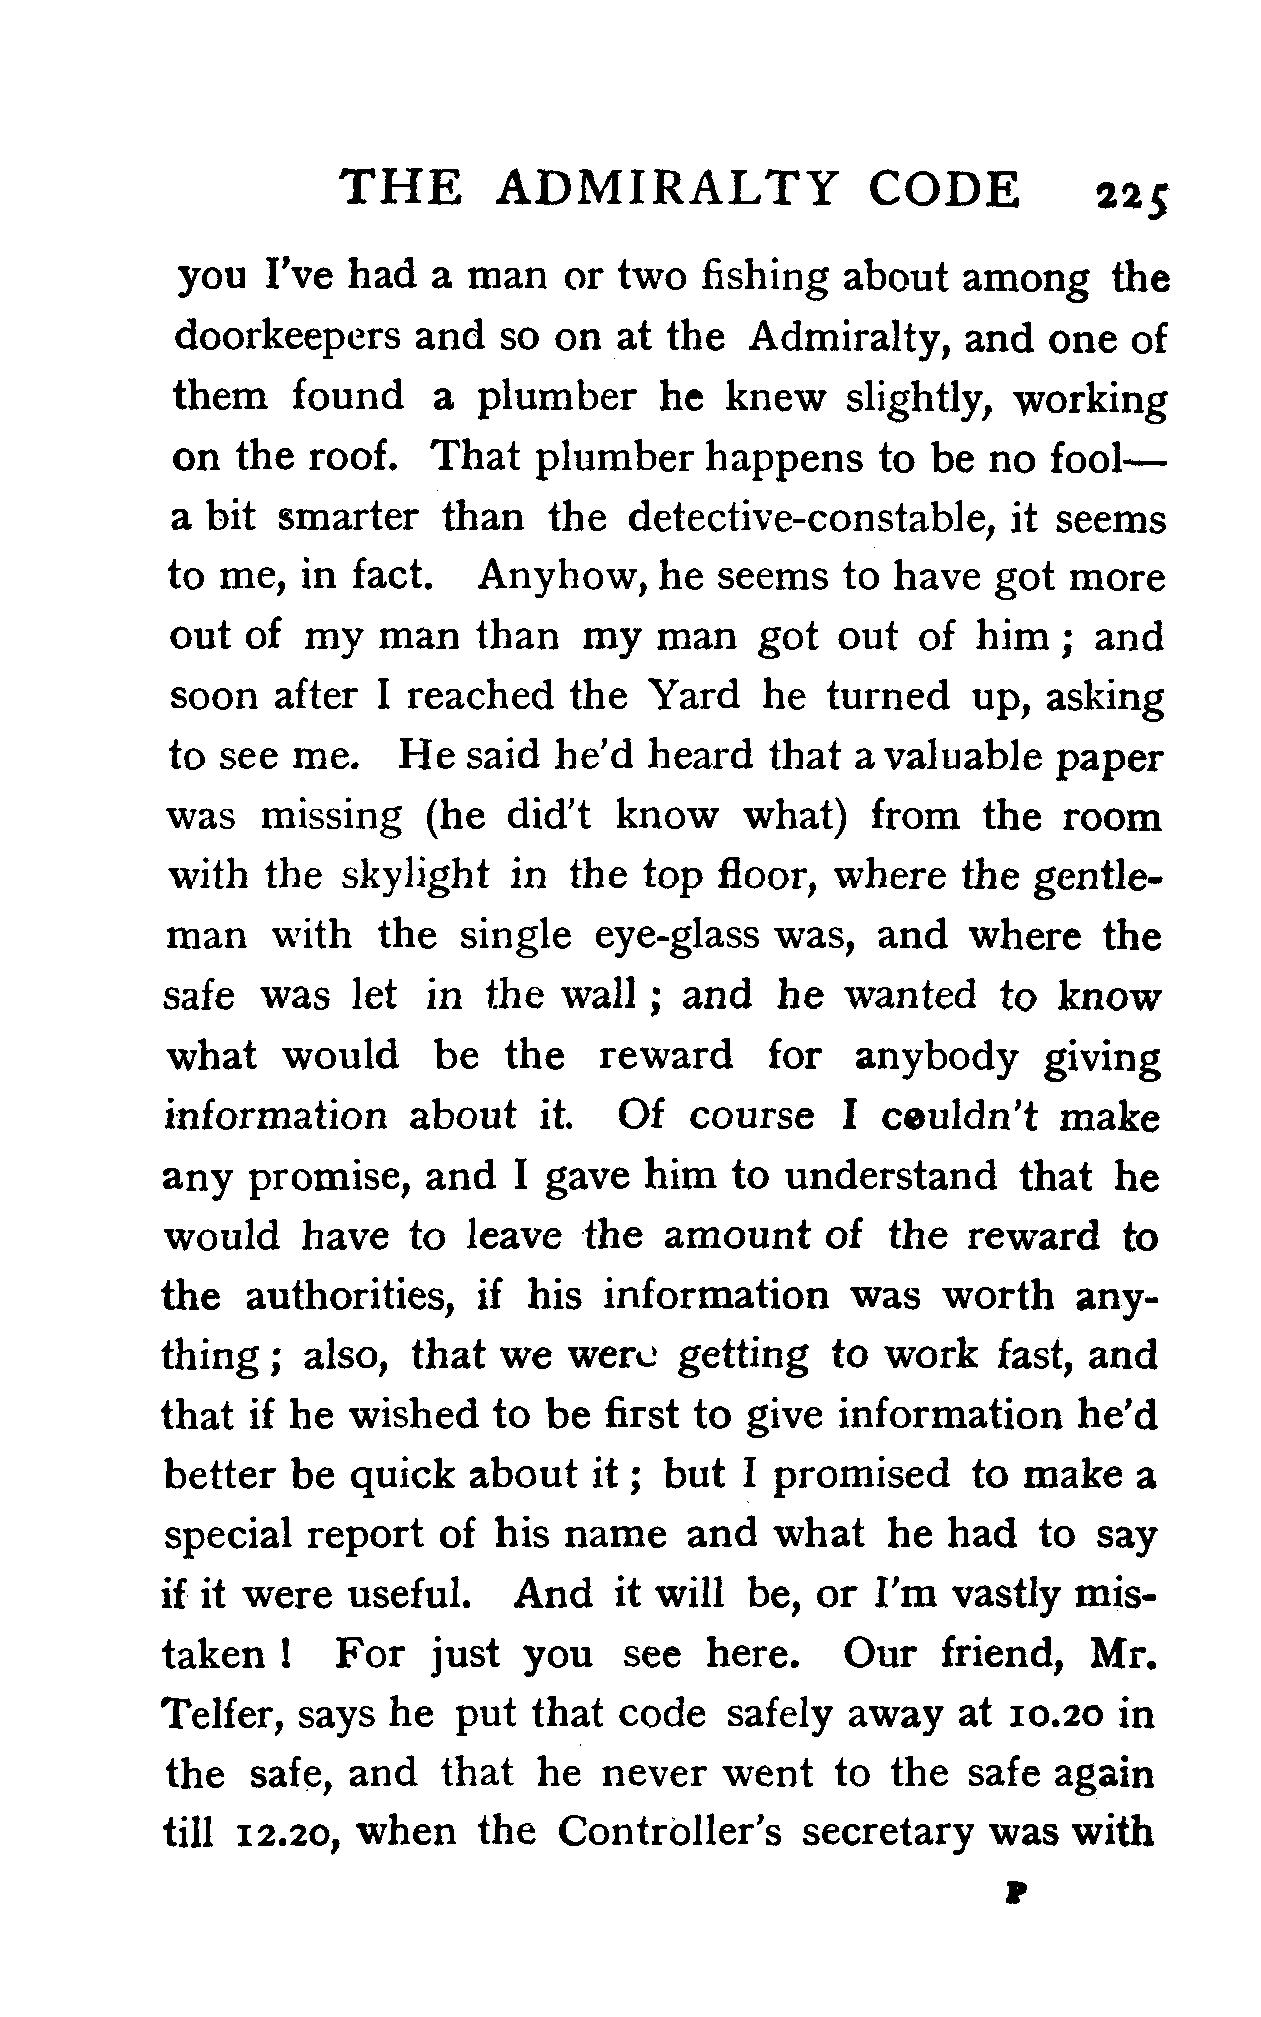 THE ADMIRALTY CODE 225
you I've had a man or two fishing about among the
doorkeepers and so on at the Admiralty, and one of
them found a plumber he knew slightly, working
on the roof. That plumber happens to be no fool—
a bit smarter than the detective-constable, it seems
to me, in fact. Anyhow, he seems to have got more
out of my man than my man got out of him ; and
soon after I reached the Yard he turned up, asking
to see me. He said he'd heard that a valuable paper
was missing (he did't know what) from the room
with the skylight in the top floor, where the gentle-
man with the single eye-glass was, and where the
safe was let in the wall ; and he wanted to know
what would be the reward for anybody giving
information about it. Of course I couldn't make
any promise, and I gave him to understand that he
would have to leave the amount of the reward to
the authorities, if his information was worth any-
thing ; also, that we were getting to work fast, and
that if he wished to be first to give information he'd
better be quick about it ; but I promised to make a
special report of his name and what he had to say
if it were useful. And it will be, or I'm vastly mis-
taken ! For just you see here. Our friend, Mr.
Telfer, says he put that code safely away at 10.20 in
the safe, and that he never went to the safe again
till 12.20, when the Controller's secretary was with
P